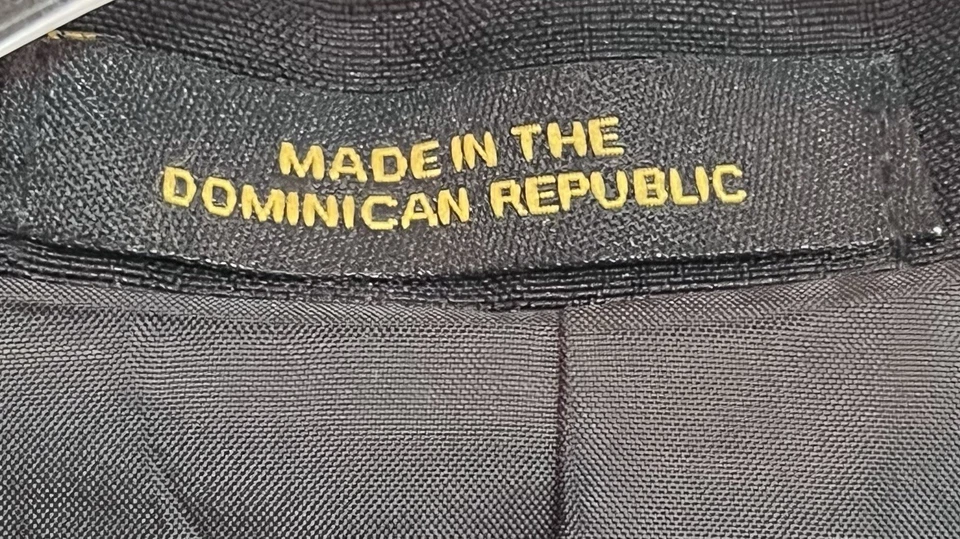 MADE IN THE
DOMINICAN REPUBLIC